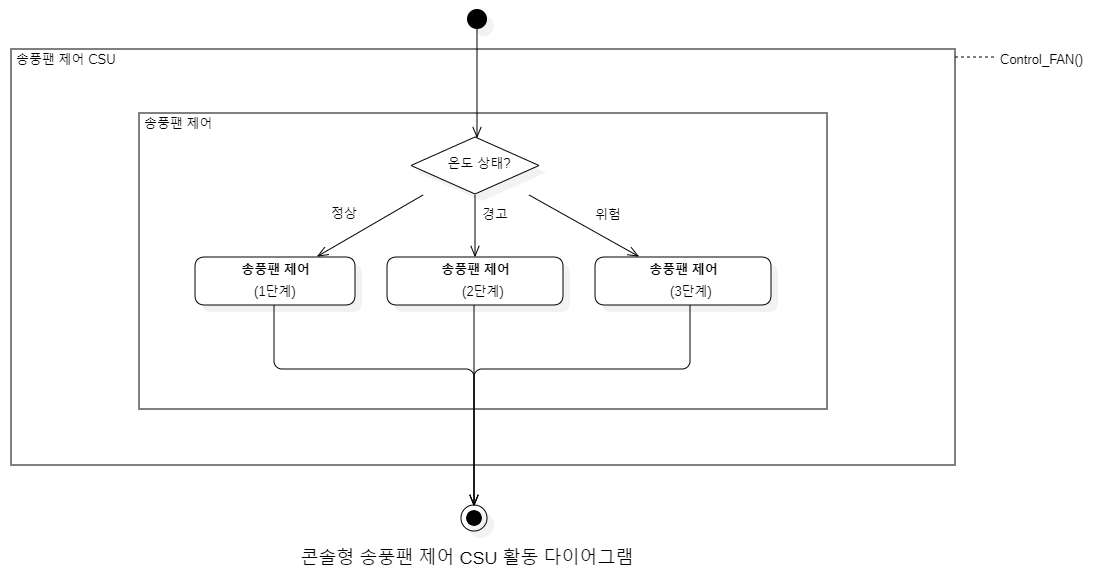 송풍팬 제어 CSU
Control_FAN()
송풍팬 제어
온도 상태?
정상
경고
위험
송풍팬 제어
(1단계)
송풍팬 제어
(2단계)
송풍팬 제어
(3단계)
콘솔형 송풍팬 제어 CSU 활동 다이어그램